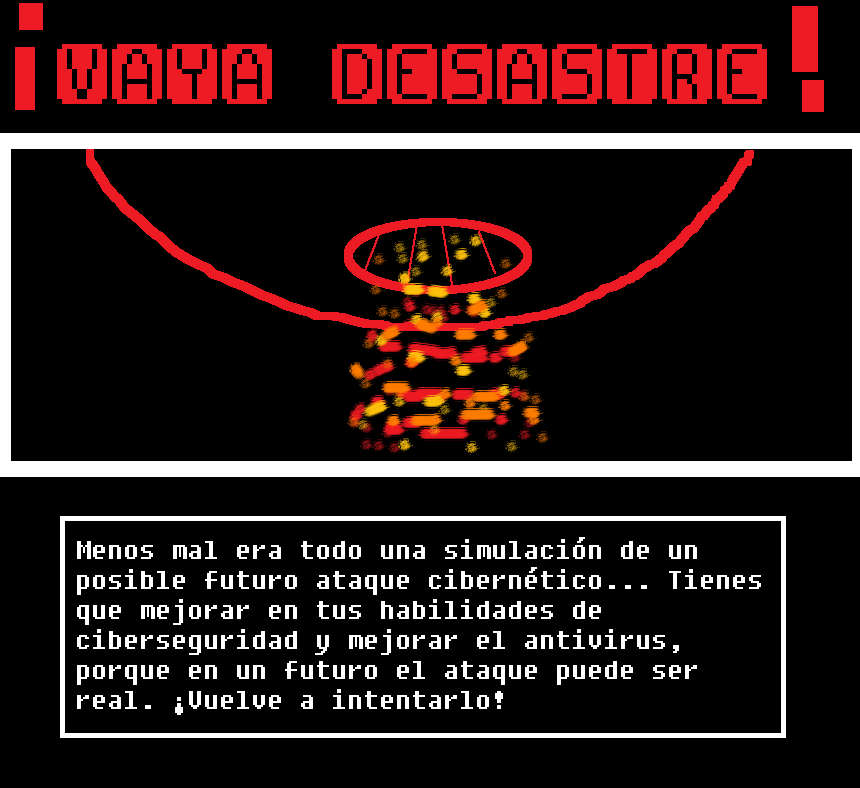 ¡VAYA DESASTRE!
Menos mal era todo una simulación de un
posible futuro ataque cibernético... Tienes
que mejorar en tus habilidades de
ciberseguridad y mejorar el antivirus,
porque en un futuro el ataque puede ser
real. ¡Vuelve a intentarlo!